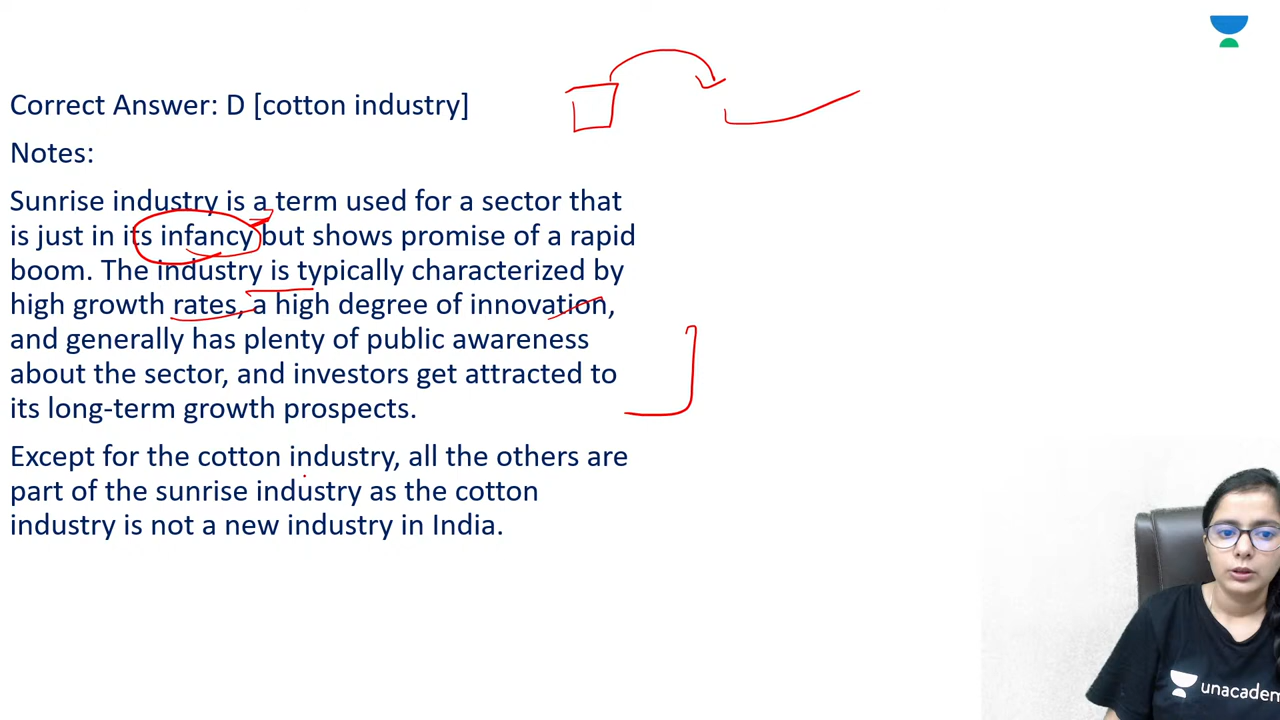 Correct Answer: D [cotton industry]
Notes:
Sunrise industry is a term used for a sector that
is just in its infancy but shows promise of a rapid
boom. The industry is typically characterized by
high growth rates, a high degree of innovation,
and generally has plenty of public awareness
about the sector, and investors get attracted to
its long-term growth prospects.
Except for the cotton industry, all the others are
part of the sunrise industry as the cotton
industry is not a new industry in India.
unacadem